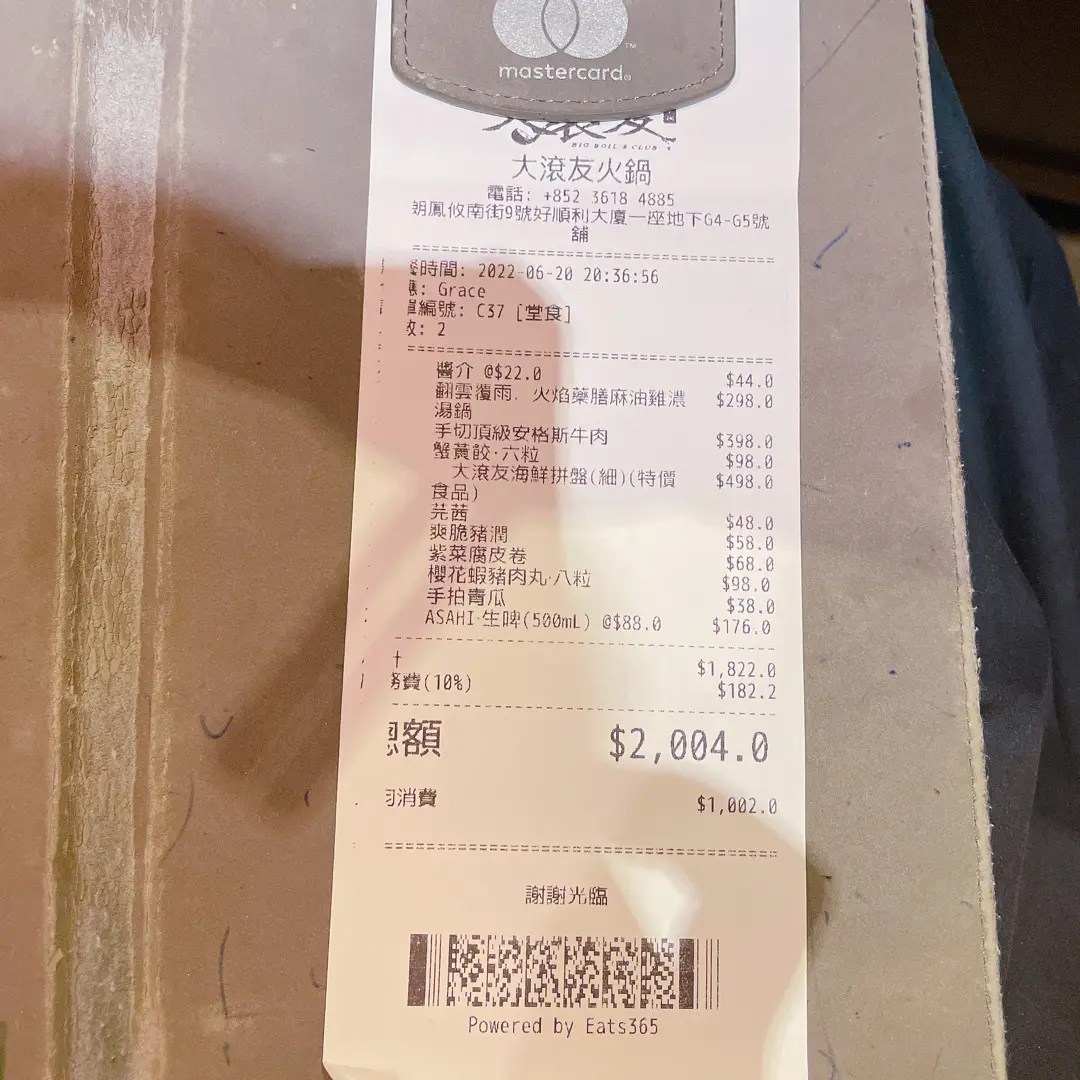 mastercard
BIG BOIL'S CLUB
大滾友火鍋
電話: +852 3618 4885
翊鳳攸南街9號好順利大廈一座地下G4-G5號
舖
時間: 2022-06-20 20:36:56
: Grace
編號: C37 [堂食]
: 2
醬介 @$22.0 $44.0
翻雲覆雨．火焰藥膳麻油雞濃 $298.0
湯鍋
手切頂級安格斯牛肉 $398.0
蟹黃餃·六粒 $98.0
大滾友海鮮拼盤(細)(特價 $498.0
食品)
芫茜 $48.0
爽脆豬潤 $58.0
紫菜腐皮卷 $68.0
櫻花蝦豬肉丸·八粒 $98.0
手拍青瓜 $38.0
ASAHI·生啤(500mL) @$88.0 $176.0
$1,822.0
務費(10%) $182.2
總額 $2,004.0
消費 $1,002.0
謝謝光臨
Powered by Eats365